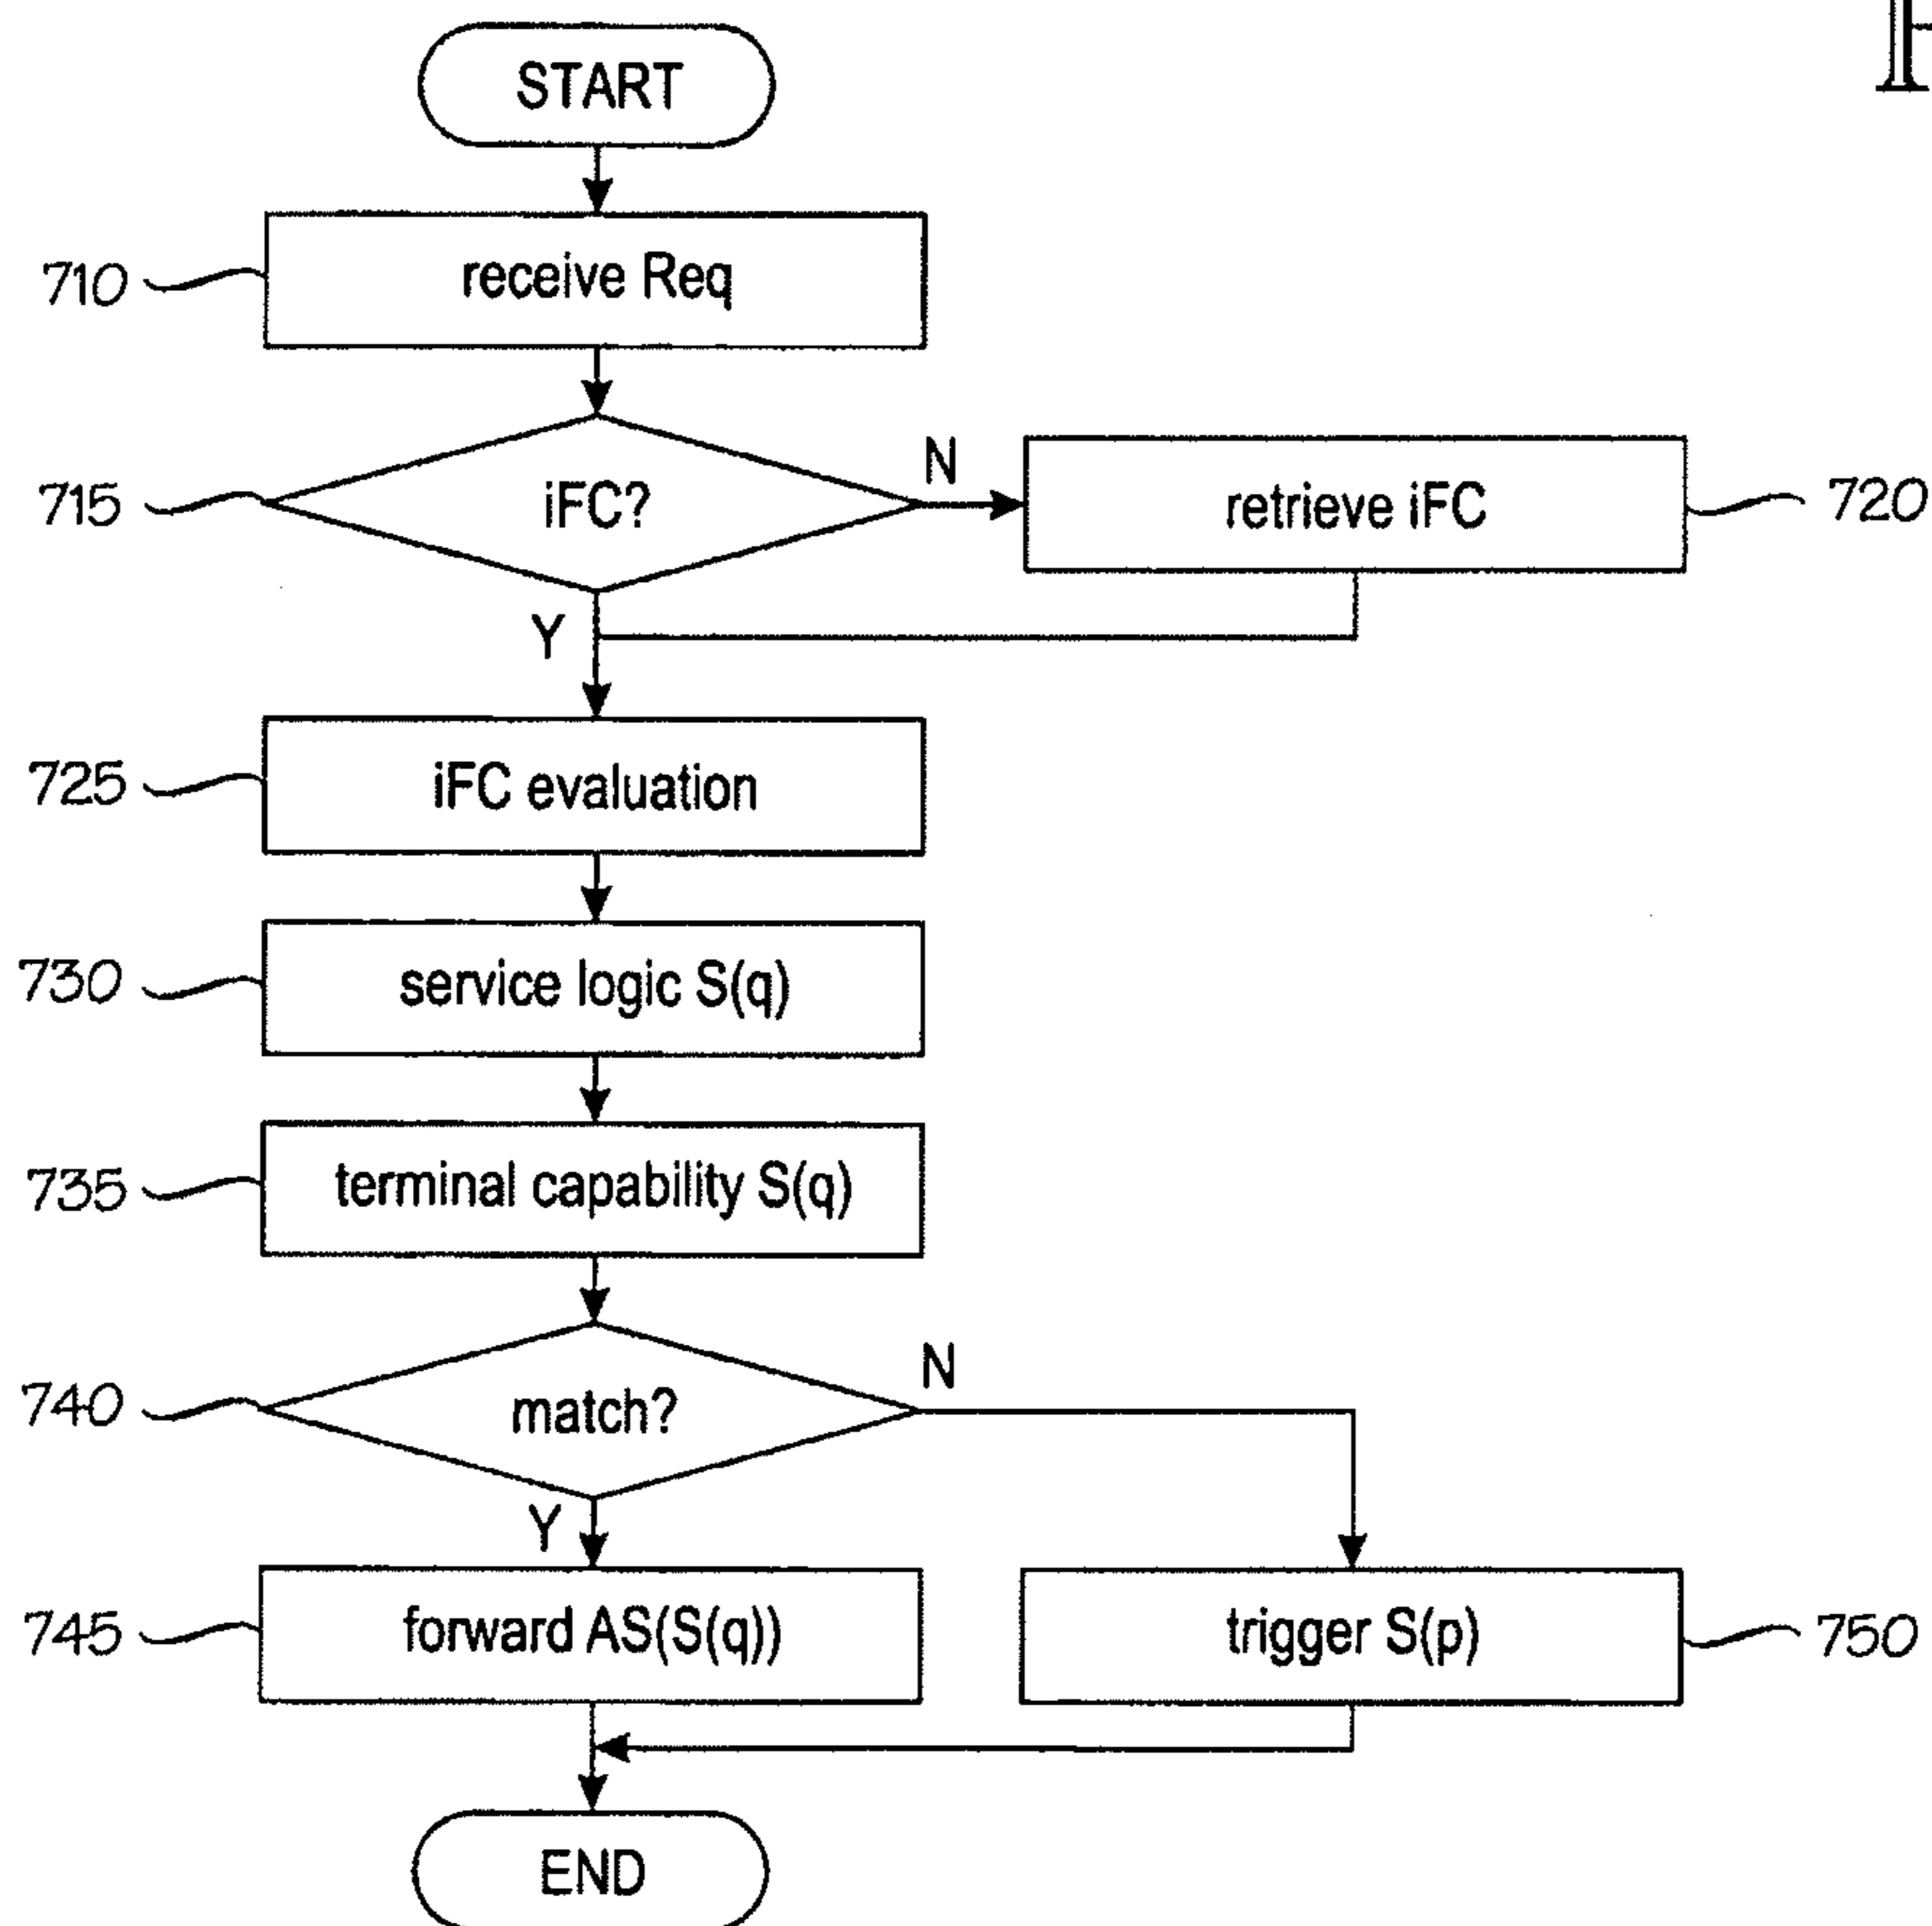 START
710
receive Req
715
iFC?
N
retrieve iFC
720
Y
725
iFC evaluation
730
service logic S(q)
735
terminal capability S(q)
740
match?
N
Y
745
forward AS(S(q))
trigger S(p)
750
END